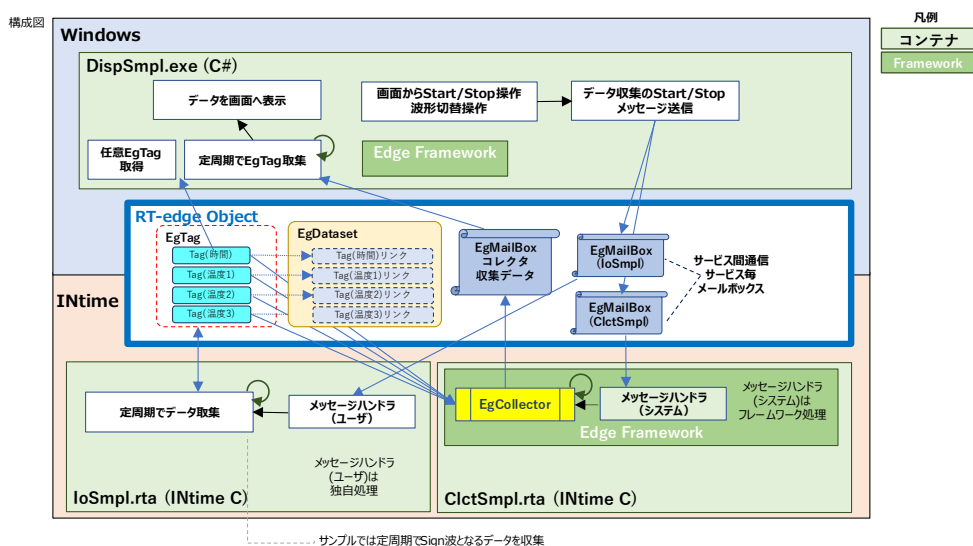 構成図
凡例
コンテナ
Framework
Windows
DispSmpl.exe (C#)
データを画面へ表示
画面からStart/Stop操作
波形切替操作
データ収集のStart/Stop
メッセージ送信
任意EgTag
取得
定周期でEgTag収集
Edge Framework
RT-edge Object
EgTag
Tag(時間)
Tag(温度1)
Tag(温度2)
Tag(温度3)
EgDataset
Tag(時間)リンク
Tag(温度1)リンク
Tag(温度2)リンク
Tag(温度3)リンク
EgMailBox
コレクタ
収集データ
EgMailBox
(IoSmpl)
EgMailBox
(ClctSmpl)
サービス間通信
サービス毎
メールボックス
INtime
定周期でデータ収集
メッセージハンドラ
(ユーザ)
メッセージハンドラ
(ユーザ)は
独自処理
IoSmpl.rta (INtime C)
EgCollector
メッセージハンドラ
(システム)
メッセージハンドラ
(システム)は
フレームワーク処理
Edge Framework
ClctSmpl.rta (INtime C)
サンプルでは定周期でSign波となるデータを収集